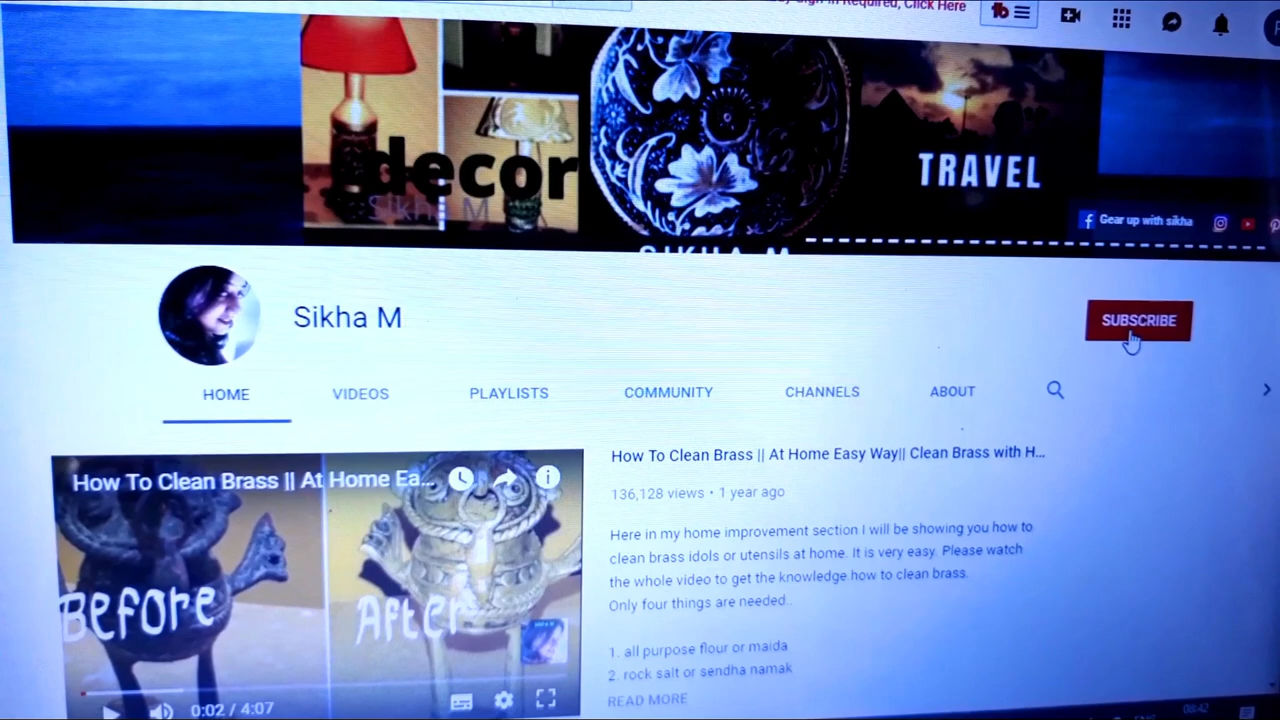 Required, Click Here
decor
Sikha M
TRAVEL
Gear up with sikha
SIKHA M
Sikha M
SUBSCRIBE
HOME
VIDEOS
PLAYLISTS
COMMUNITY
CHANNELS
ABOUT
How To Clean Brass || At Home Ea...
Before
After
0:02 / 4:07
How To Clean Brass || At Home Easy Way|| Clean Brass with H...
136,128 views • 1 year ago
Here in my home improvement section I will be showing you how to
clean brass idols or utensils at home. It is very easy. Please watch
the whole video to get the knowledge how to clean brass.
Only four things are needed..
1. all purpose flour or maida
2. rock salt or sendha namak
READ MORE
08:42